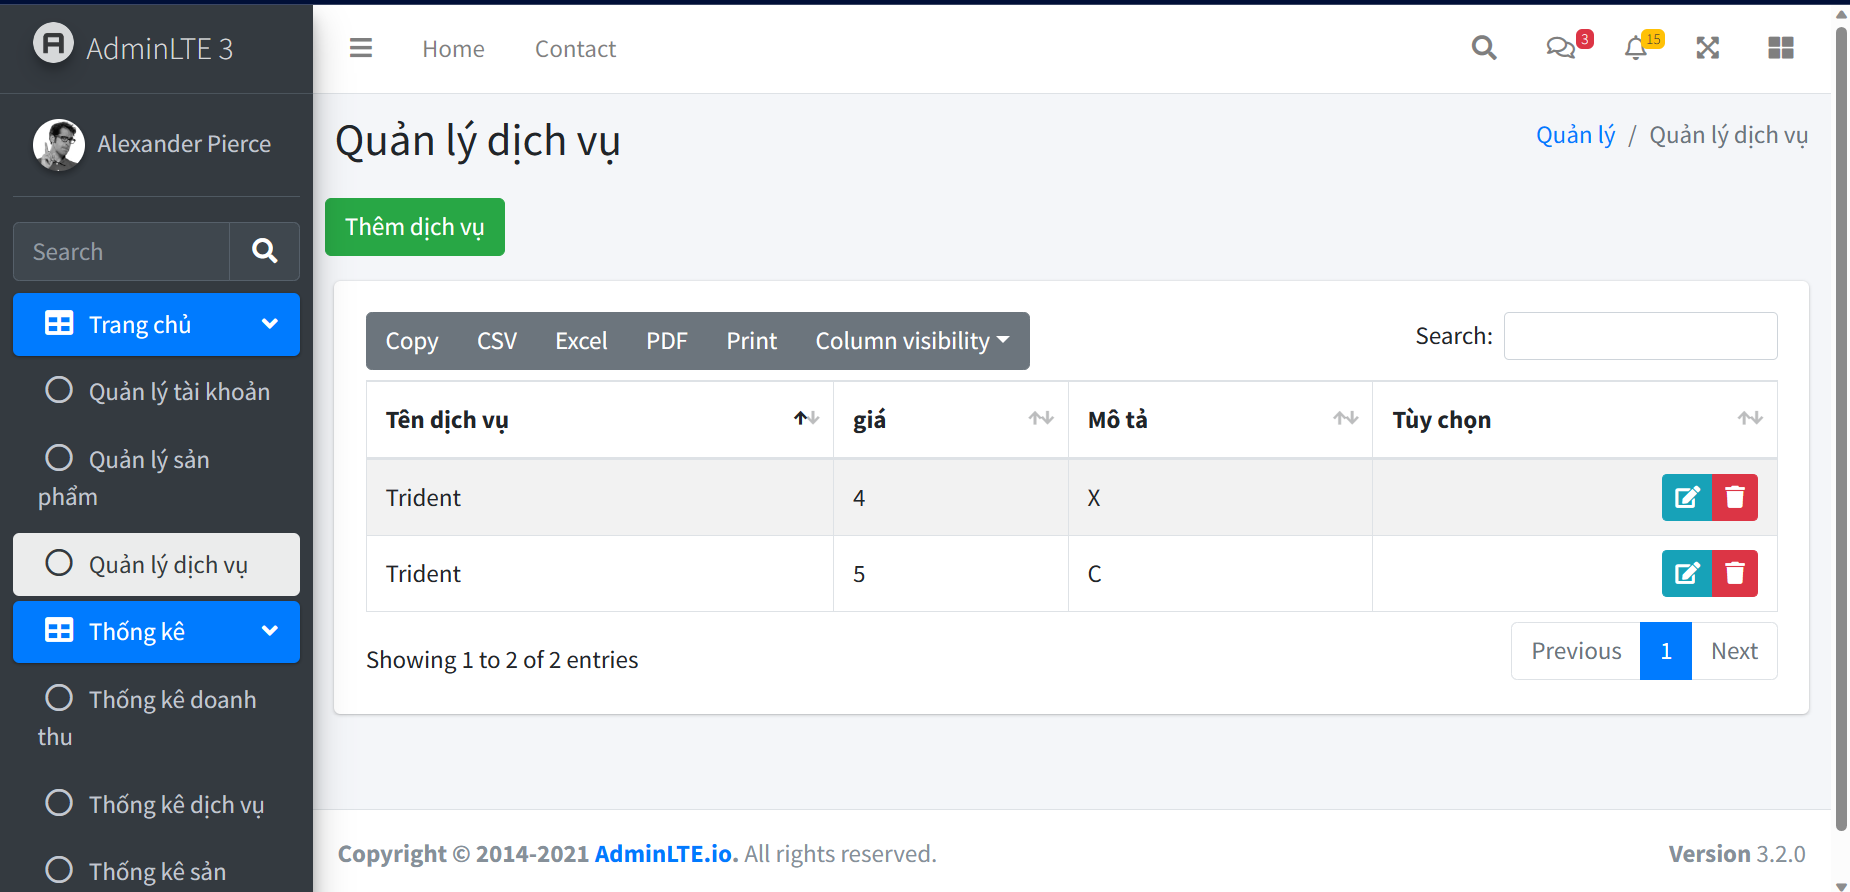 AdminLTE 3
Home
Contact
3
15
Alexander Pierce
Search
Trang chủ
Quản lý tài khoản
Quản lý sản
phẩm
Quản lý dịch vụ
Thống kê
Thống kê doanh
thu
Thống kê dịch vụ
Thống kê sản
Quản lý dịch vụ
Quản lý / Quản lý dịch vụ
Thêm dịch vụ
Copy CSV Excel PDF Print Column visibility
Search:
Tên dịch vụ giá Mô tả Tùy chọn
Trident 4 X
Trident 5 C
Showing 1 to 2 of 2 entries
Previous 1 Next
Copyright © 2014-2021 AdminLTE.io. All rights reserved.
Version 3.2.0